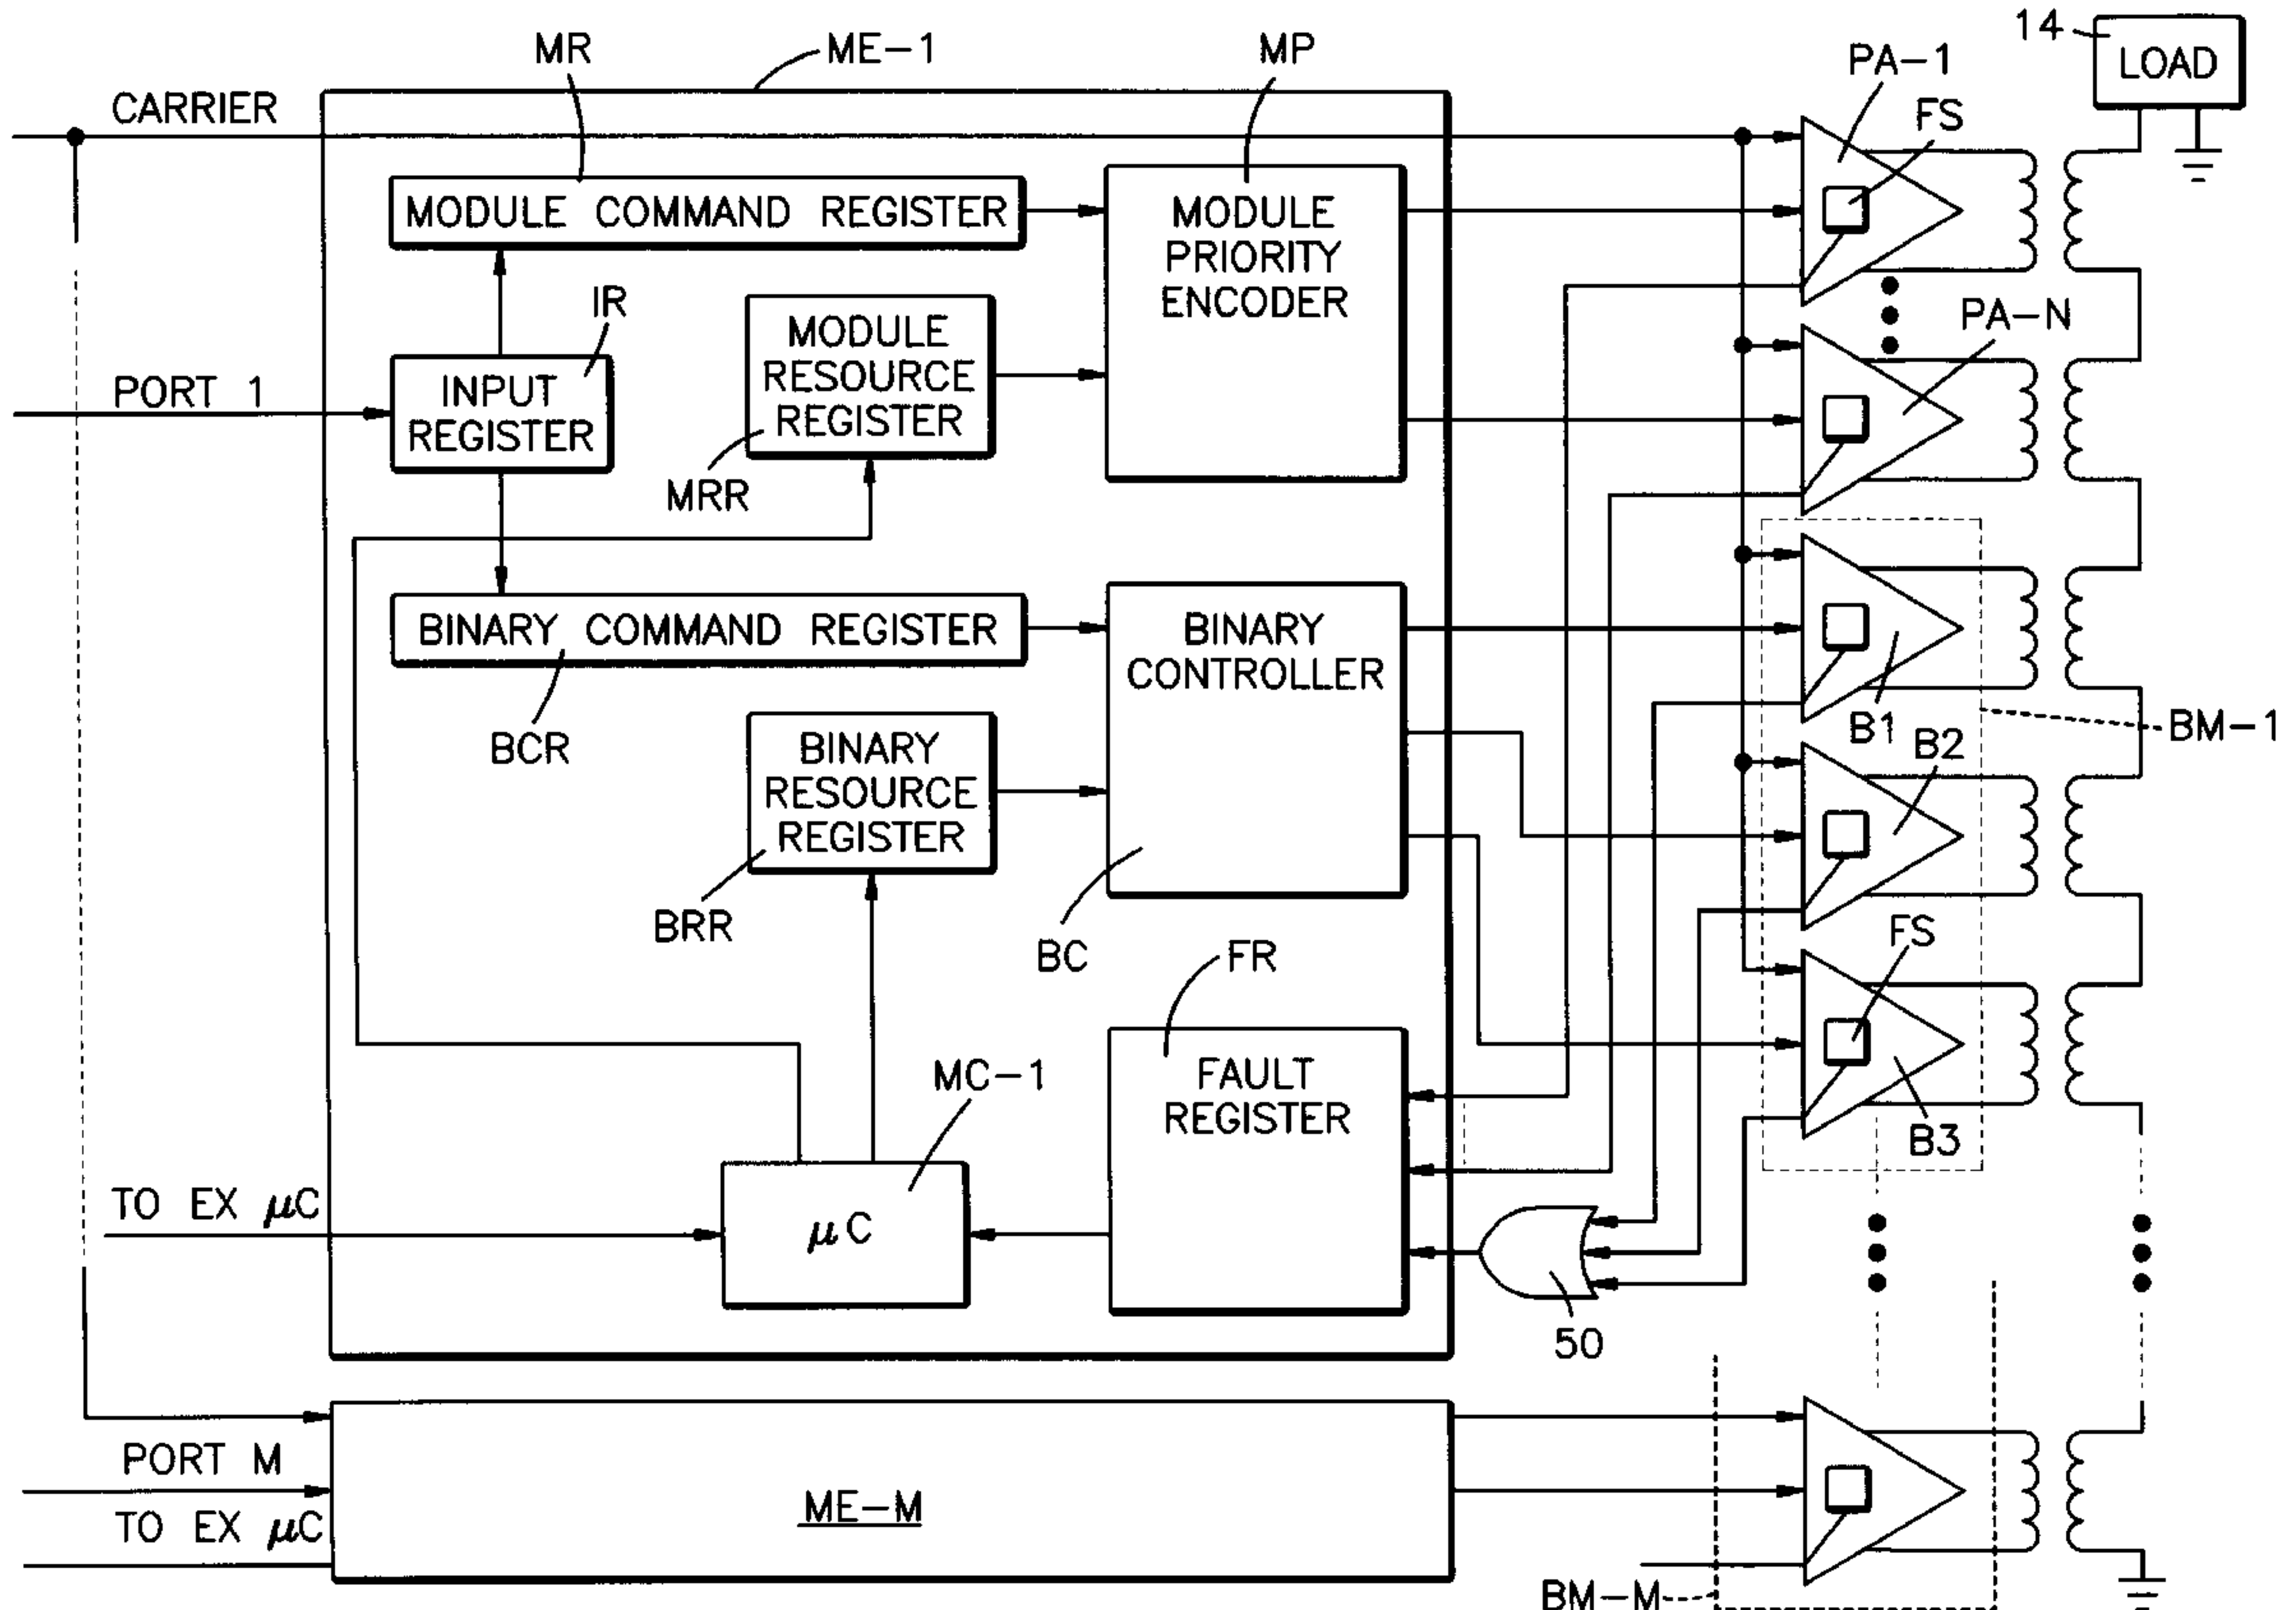 14
LOAD
MR
ME-1
MP
PA-1
FS
CARRIER
MODULE COMMAND REGISTER
MODULE
PRIORITY
ENCODER
IR
MODULE
RESOURCE
REGISTER
PA-N
PORT 1
INPUT
REGISTER
MRR
BINARY COMMAND REGISTER
BINARY
CONTROLLER
B1
BM-1
BCR
BINARY
RESOURCE
REGISTER
B2
BRR
BC
FR
FS
MC-1
FAULT
REGISTER
B3
TO EX μC
μC
50
PORT M
ME-M
TO EX μC
BM-M